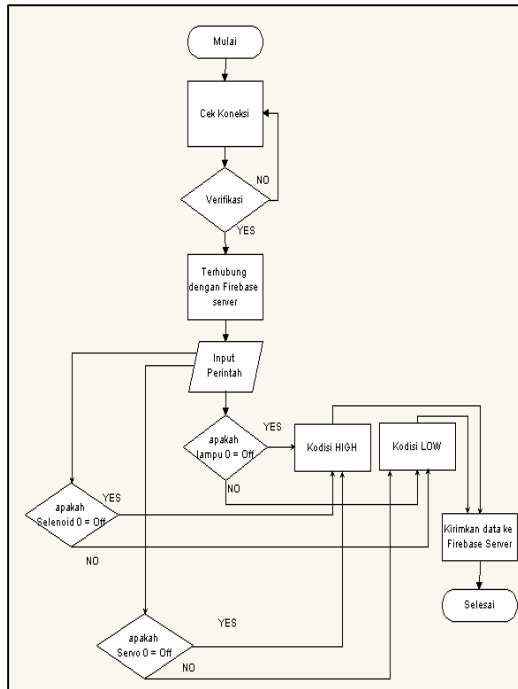 Mulai
Cek Koneksi
NO
Verifikasi
YES
Terhubung
dengan Firebase
server
Input
Perintah
YES
apakah
lampu 0 = Off
Kodisi HIGH
Kodisi LOW
NO
YES
apakah
Selenoid 0 = Off
Kirimkan data ke
Firebase Server
NO
Selesai
YES
apakah
Servo 0 = Off
NO